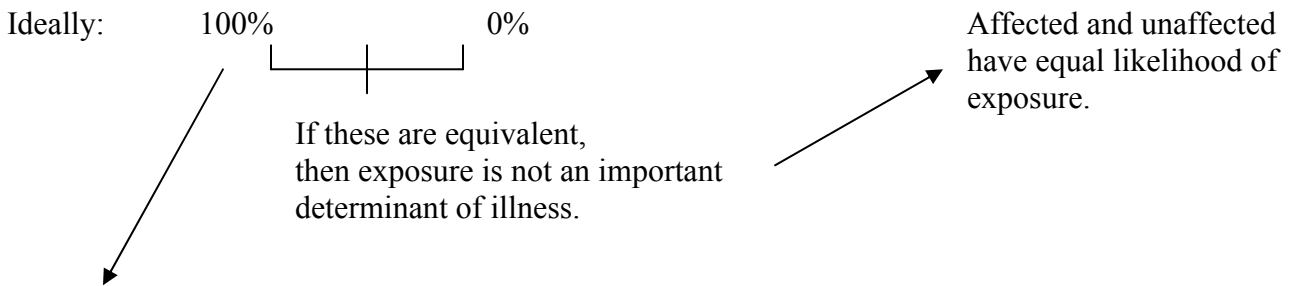 Ideally: 100% 0%
If these are equivalent,
then exposure is not an important
determinant of illness.
Affected and unaffected
have equal likelihood of
exposure.